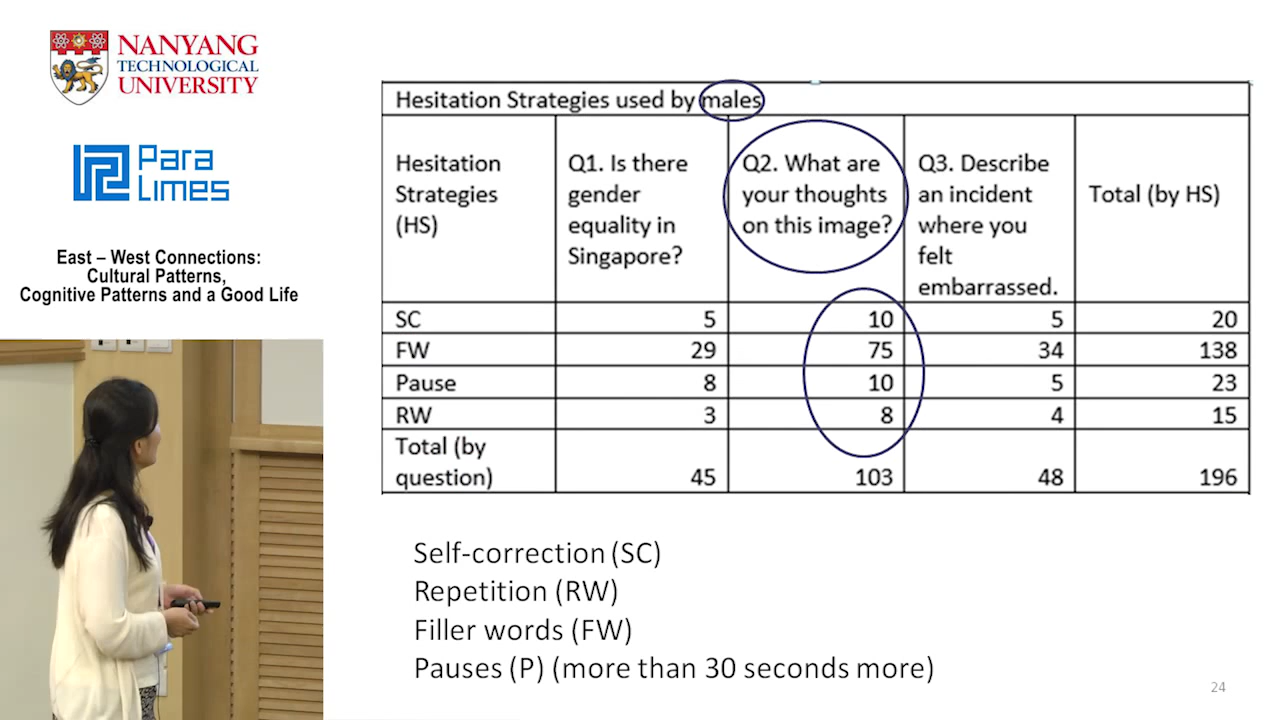 NANYANG
TECHNOLOGICAL
UNIVERSITY
Para
Limes
East – West Connections:
Cultural Patterns,
Cognitive Patterns and a Good Life
Hesitation Strategies used by males
Hesitation
Strategies
(HS)
Q1. Is there
gender
equality in
Singapore?
Q2. What are
your thoughts
on this image?
Q3. Describe
an incident
where you
felt
embarrassed.
Total (by HS)
SC 5 10 5 20
FW 29 75 34 138
Pause 8 10 5 23
RW 3 8 4 15
Total (by
question) 45 103 48 196
Self-correction (SC)
Repetition (RW)
Filler words (FW)
Pauses (P) (more than 30 seconds more)
24